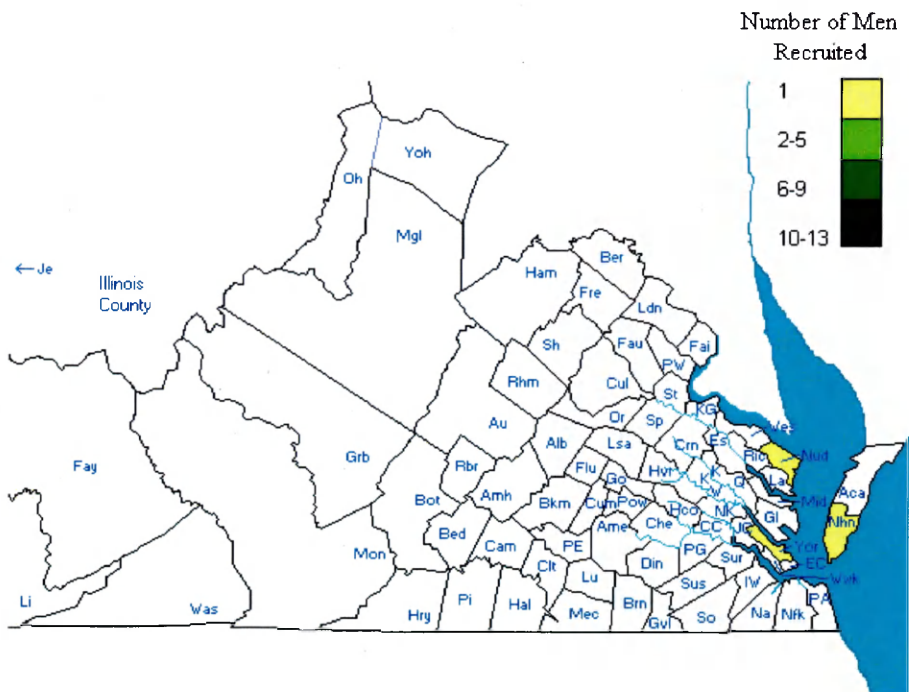 Number of Men
Recruited
1
2-5
6-9
10-13
Yoh
Oh
Mgl
← Je
Illinois
County
Ham
Ber
Fre
Ldn
Sh
Fau
PW
Fai
Rhm
Cul
St
KG
Au
Or
Sp
Wes
Es
Ric
Nud
Alb
Lsa
Crn
Grb
Fay
Rbr
Flu
Go
Hvr
K
W
K
Q
La
Mid
Aca
Bot
Amh
Bkm
Cum
Pow
Hco
NK
Gl
Nhn
Ame
Che
CC
JC
Yor
Bed
Cam
PE
Mon
Clt
Din
PG
Sur
EC
Wwk
Li
Was
Hry
Pi
Hal
Lu
Mec
Brn
Gvl
Sus
So
IW
Na
Nfk
PA